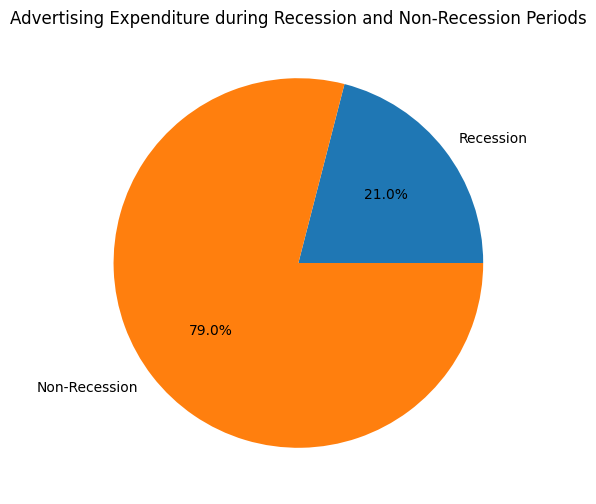 Advertising Expenditure during Recession and Non-Recession Periods
Recession
21.0%
79.0%
Non-Recession